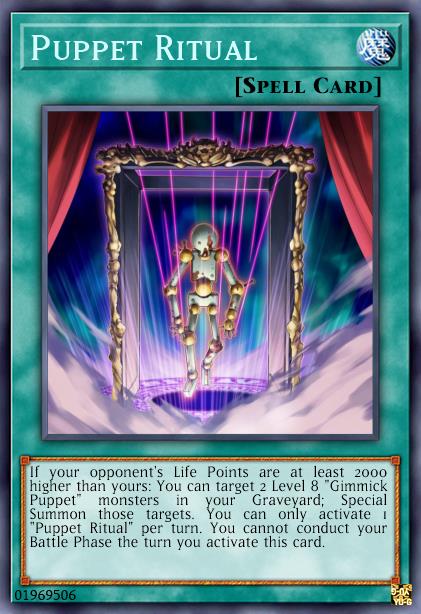 Puppet Ritual
魔
[Spell Card]
If your opponent's Life Points are at least 2000
higher than yours: You can target 2 Level 8 "Gimmick
Puppet" monsters in your Graveyard; Special
Summon those targets. You can only activate 1
"Puppet Ritual" per turn. You cannot conduct your
Battle Phase the turn you activate this card.
01969506